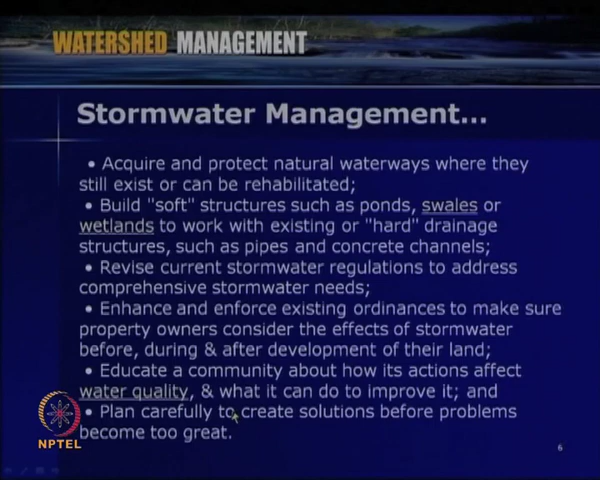 WATERSHED MANAGEMENT
Stormwater Management...
• Acquire and protect natural waterways where they
still exist or can be rehabilitated;
• Build "soft" structures such as ponds, swales or
wetlands to work with existing or "hard" drainage
structures, such as pipes and concrete channels;
• Revise current stormwater regulations to address
comprehensive stormwater needs;
• Enhance and enforce existing ordinances to make sure
property owners consider the effects of stormwater
before, during & after development of their land;
• Educate a community about how its actions affect
water quality, & what it can do to improve it; and
• Plan carefully to create solutions before problems
become too great.
NPTEL
6